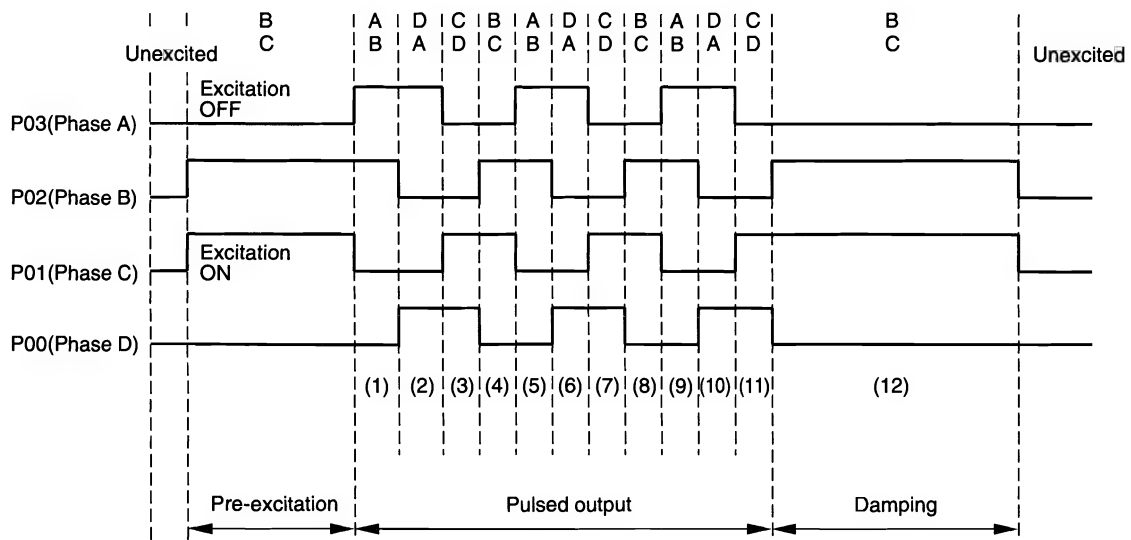 B A D C B A D C B A D C B
C B A D C B A D C B A D C
Unexcited Unexcited
Excitation
OFF
P03(Phase A)
P02(Phase B)
Excitation
ON
P01(Phase C)
P00(Phase D)
(1) (2) (3) (4) (5) (6) (7) (8) (9) (10) (11) (12)
Pre-excitation Pulsed output Damping